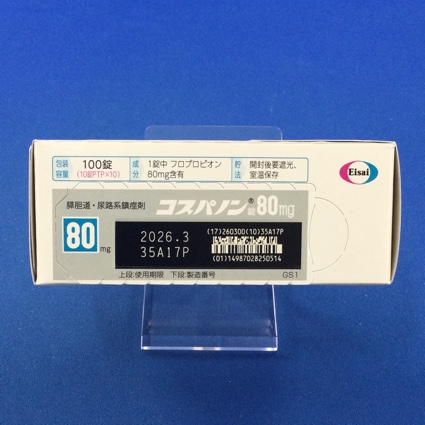 包装容量 100錠 (10錠PTP×10)
成分 1錠中 フロプロピオン 80mg含有
貯法 開封後要遮光、室温保存
Eisai
膵胆道・尿路系鎮痙剤
コスパノン®錠80mg
80mg
2026.3
35A17P
(17)260300(10)35A17P
(01)14987028250514
上段:使用期限 下段:製造番号
GS1